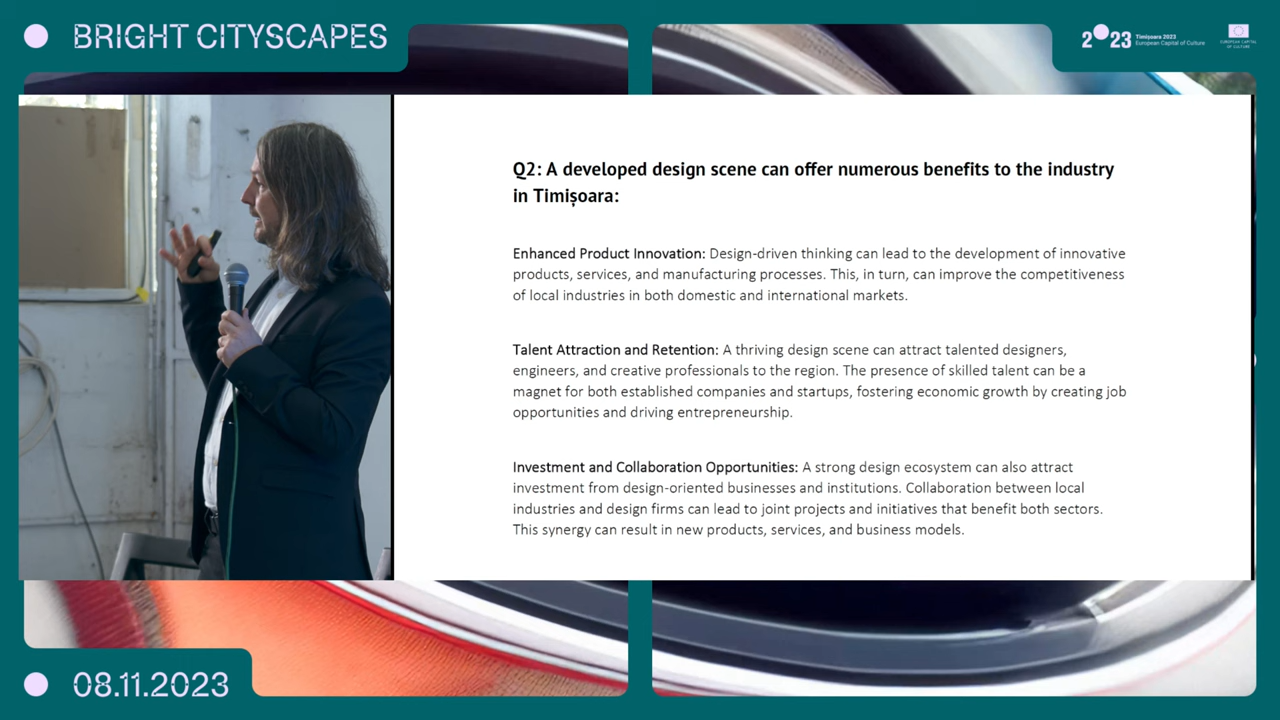 BRIGHT CITYSCAPES
2023
Timișoara 2023
European Capital of Culture
EUROPEAN CAPITAL
OF CULTURE
Q2: A developed design scene can offer numerous benefits to the industry
in Timișoara:
Enhanced Product Innovation: Design-driven thinking can lead to the development of innovative
products, services, and manufacturing processes. This, in turn, can improve the competitiveness
of local industries in both domestic and international markets.
Talent Attraction and Retention: A thriving design scene can attract talented designers,
engineers, and creative professionals to the region. The presence of skilled talent can be a
magnet for both established companies and startups, fostering economic growth by creating job
opportunities and driving entrepreneurship.
Investment and Collaboration Opportunities: A strong design ecosystem can also attract
investment from design-oriented businesses and institutions. Collaboration between local
industries and design firms can lead to joint projects and initiatives that benefit both sectors.
This synergy can result in new products, services, and business models.
08.11.2023